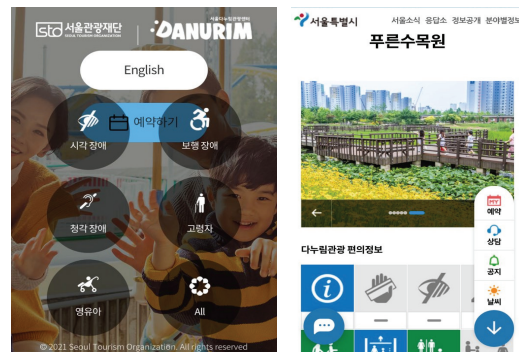 sto 서울관광재단
SEOUL TOURISM ORGANIZATION
서울다누림관광센터
DANURIM
English
예약하기
시각 장애
보행 장애
청각 장애
고령자
영유아
All
© 2021 Seoul Tourism Organization. All rights reserved
서울특별시
서울소식 응답소 정보공개 분야별정보
푸른수목원
예약
상담
공지
날씨
다누림관광 편의정보